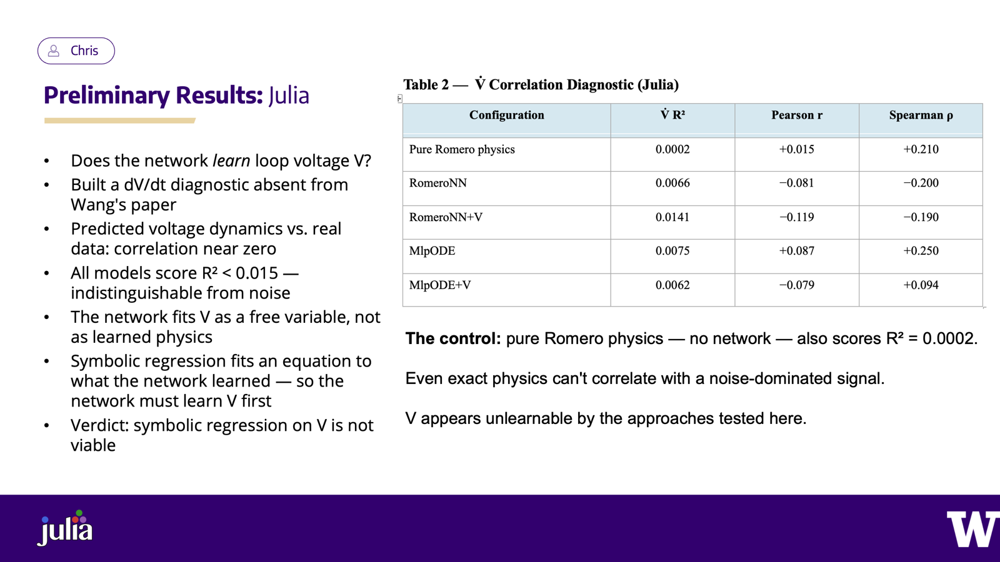 Chris
Preliminary Results: Julia
• Does the network learn loop voltage V?
• Built a dV/dt diagnostic absent from
Wang's paper
• Predicted voltage dynamics vs. real
data: correlation near zero
• All models score R² < 0.015 —
indistinguishable from noise
• The network fits V as a free variable, not
as learned physics
• Symbolic regression fits an equation to
what the network learned — so the
network must learn V first
• Verdict: symbolic regression on V is not
viable
Table 2 — V̇ Correlation Diagnostic (Julia)
Configuration V̇ R² Pearson r Spearman ρ
Pure Romero physics 0.0002 +0.015 +0.210
RomeroNN 0.0066 −0.081 −0.200
RomeroNN+V 0.0141 −0.119 −0.190
MlpODE 0.0075 +0.087 +0.250
MlpODE+V 0.0062 −0.079 +0.094
The control: pure Romero physics — no network — also scores R² = 0.0002.
Even exact physics can't correlate with a noise-dominated signal.
V appears unlearnable by the approaches tested here.
julia
W